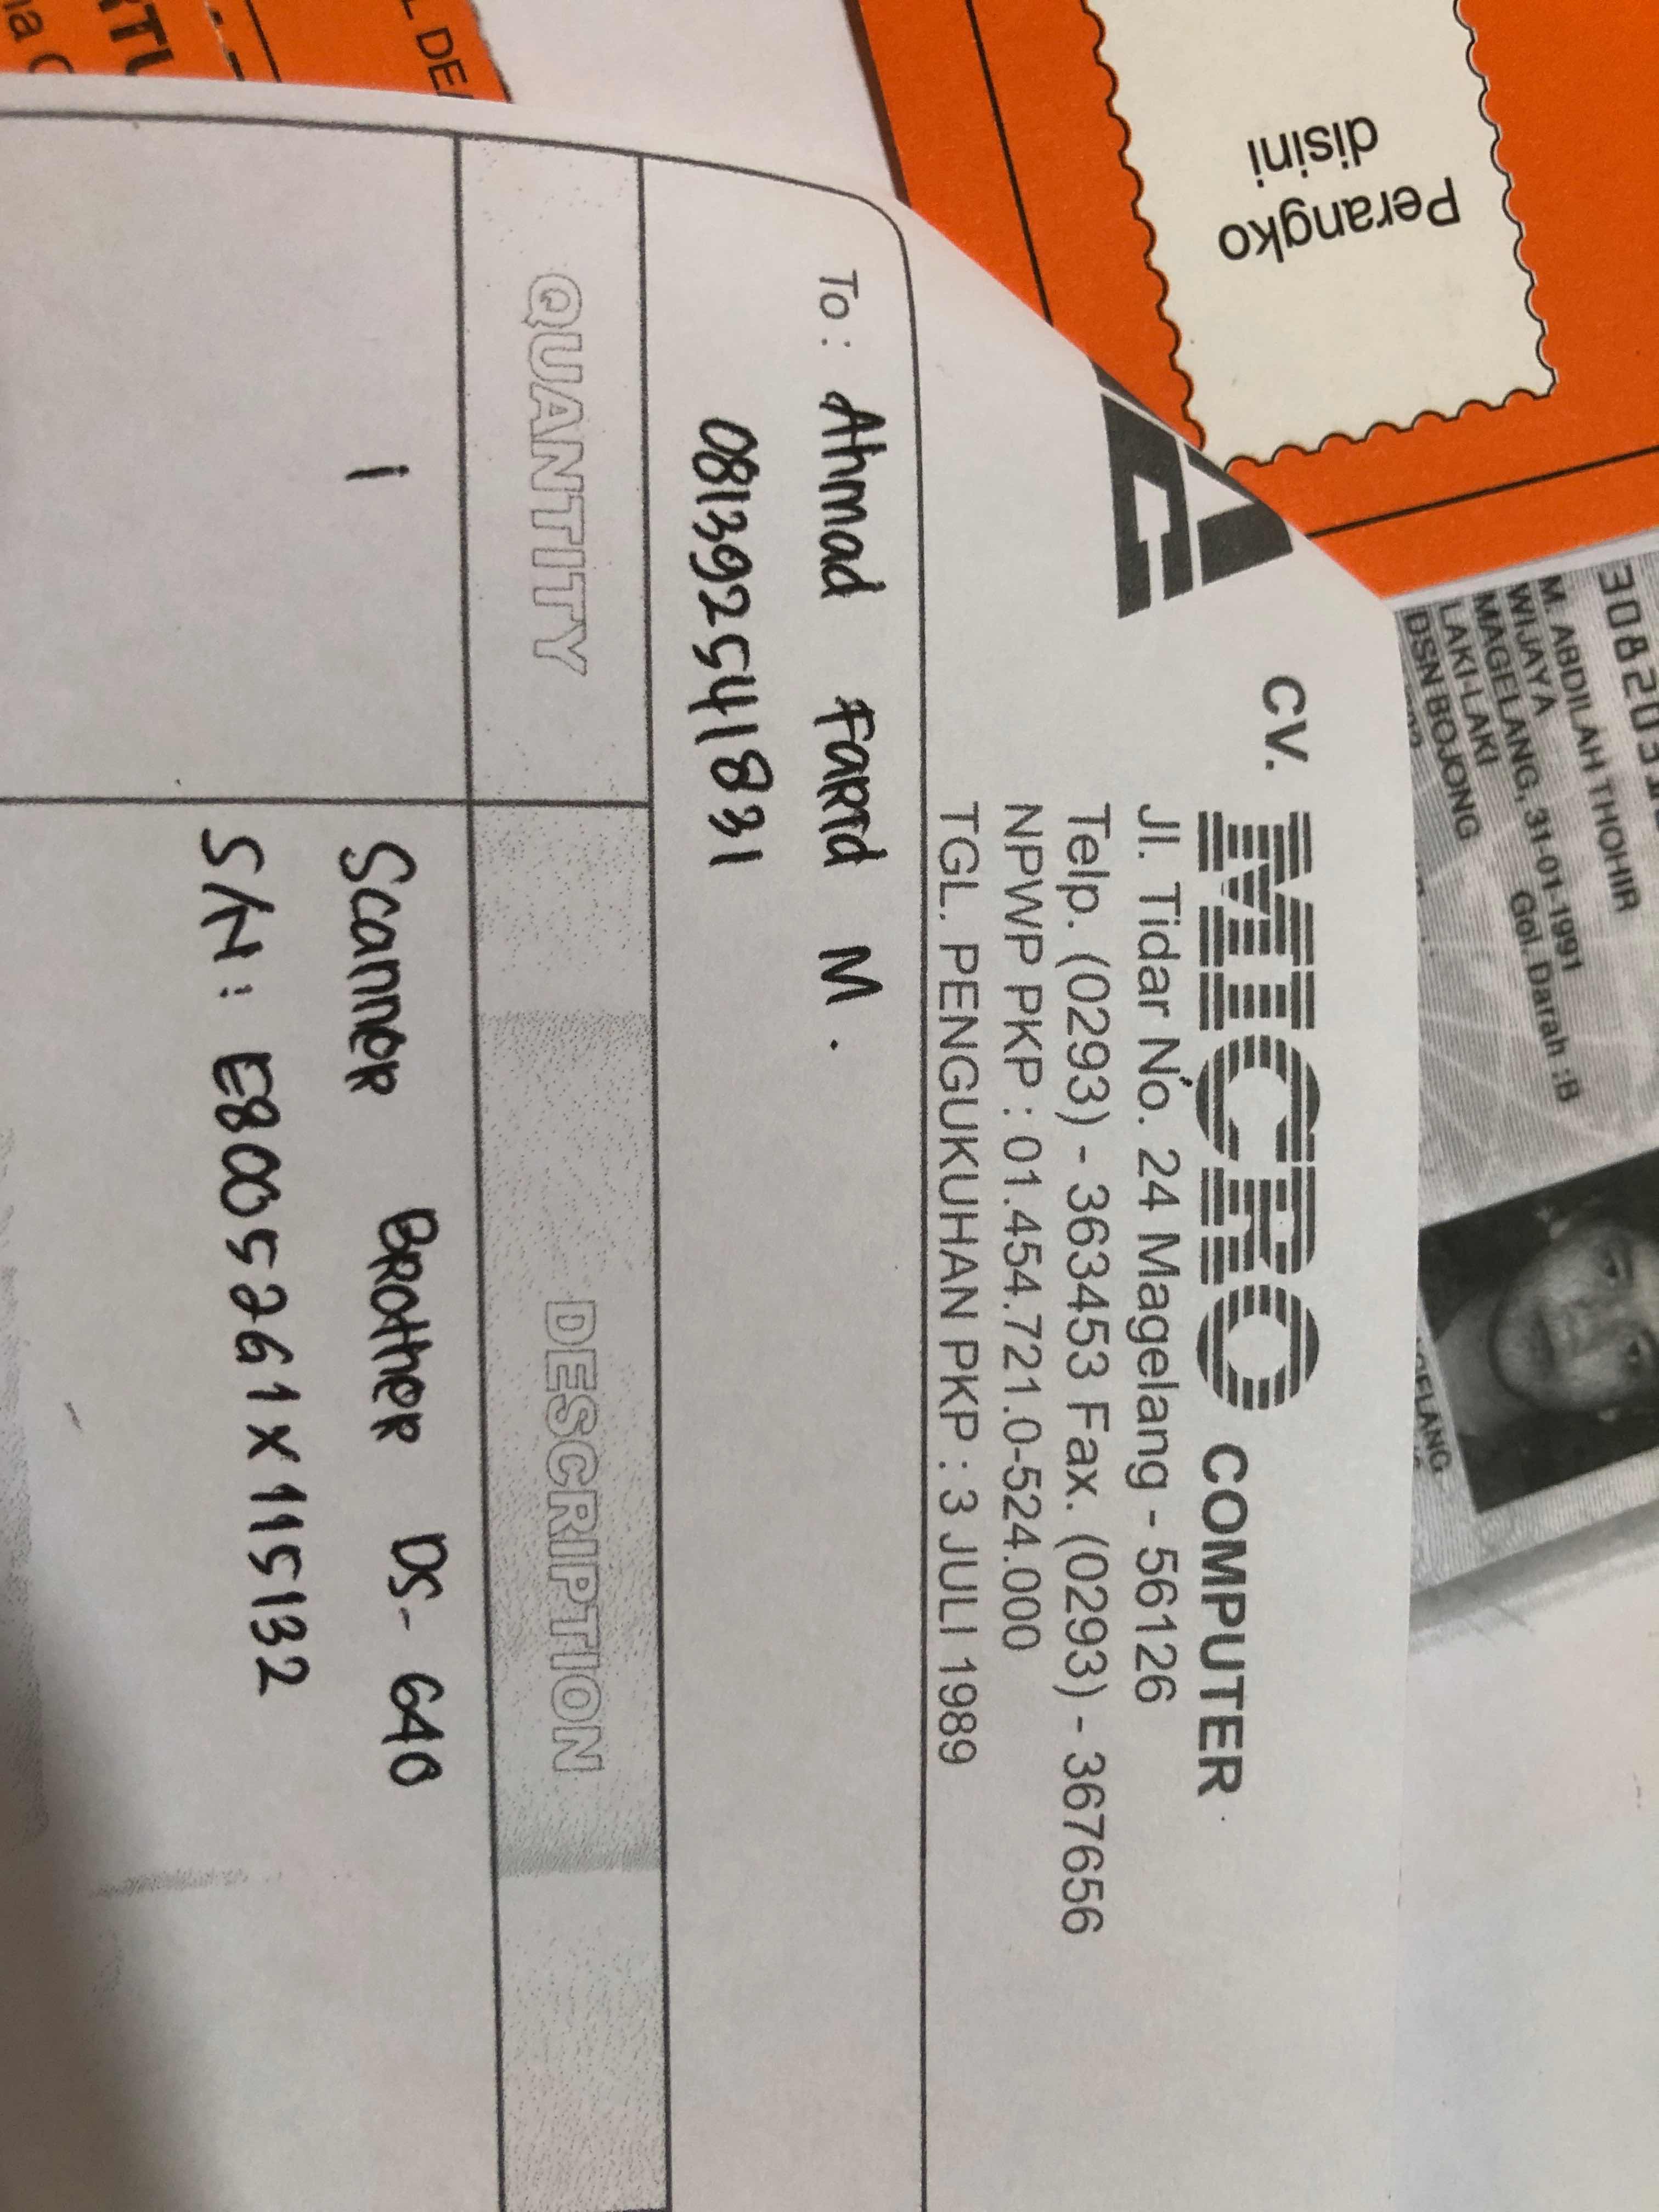 CV. MICRO COMPUTER
Jl. Tidar No. 24 Magelang - 56126
Telp. (0293) - 363453 Fax. (0293) - 367656
NPWP PKP : 01.454.721.0-524.000
TGL. PENGUKUHAN PKP : 3 JULI 1989
To : Ahmad Farid M.
081392541831
QUANTITY DESCRIPTION
1 Scanner Brother DS-640
S/N : E8005261X115132
Perangko
disini
M. ABDILAH THOHIR
WIJAYA
MAGELANG, 31-01-1991
LAKI-LAKI Gol. Darah :B
DSN BOJONG